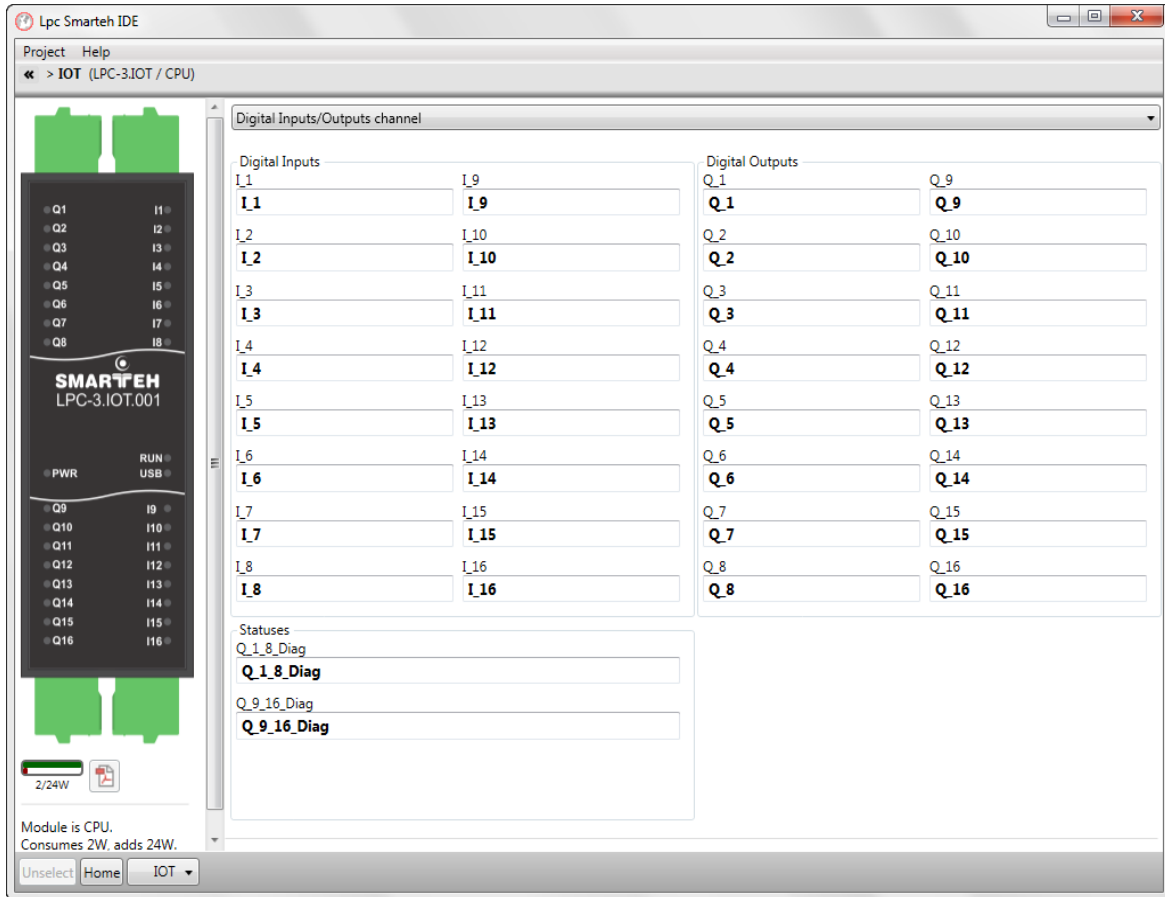 Lpc Smarteh IDE
Project Help
« > IOT (LPC-3.IOT / CPU)
Q1 I1
Q2 I2
Q3 I3
Q4 I4
Q5 I5
Q6 I6
Q7 I7
Q8 I8
SMARTEH
LPC-3.IOT.001
RUN
PWR USB
Q9 I9
Q10 I10
Q11 I11
Q12 I12
Q13 I13
Q14 I14
Q15 I15
Q16 I16
2/24W
Module is CPU.
Consumes 2W, adds 24W.
Digital Inputs/Outputs channel
Digital Inputs
I_1 I_9
I_1 I_9
I_2 I_10
I_2 I_10
I_3 I_11
I_3 I_11
I_4 I_12
I_4 I_12
I_5 I_13
I_5 I_13
I_6 I_14
I_6 I_14
I_7 I_15
I_7 I_15
I_8 I_16
I_8 I_16
Digital Outputs
Q_1 Q_9
Q_1 Q_9
Q_2 Q_10
Q_2 Q_10
Q_3 Q_11
Q_3 Q_11
Q_4 Q_12
Q_4 Q_12
Q_5 Q_13
Q_5 Q_13
Q_6 Q_14
Q_6 Q_14
Q_7 Q_15
Q_7 Q_15
Q_8 Q_16
Q_8 Q_16
Statuses
Q_1_8_Diag
Q_1_8_Diag
Q_9_16_Diag
Q_9_16_Diag
Unselect Home IOT